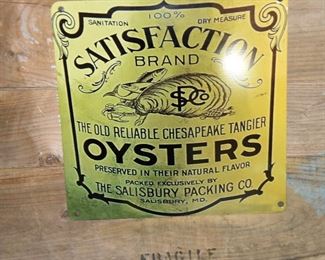 100%
SANITATION DRY MEASURE
SATISFACTION
BRAND
SPCo
THE OLD RELIABLE CHESAPEAKE TANGIER
OYSTERS
PRESERVED IN THEIR NATURAL FLAVOR
PACKED EXCLUSIVELY BY
THE SALISBURY PACKING CO.
SALISBURY, MD.
FRAGILE